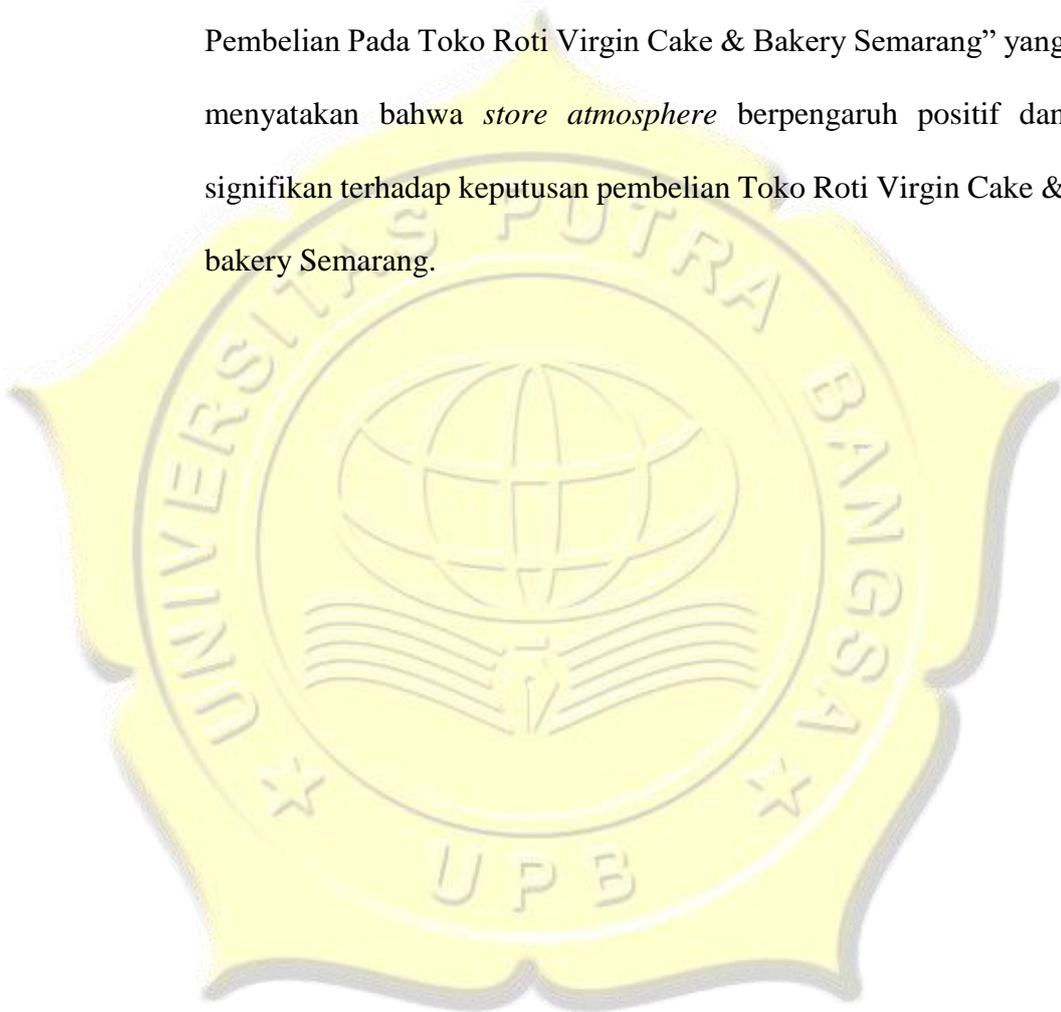 Pembelian Pada Toko Roti Virgin Cake & Bakery Semarang” yang
menyatakan bahwa store atmosphere berpengaruh positif dan
signifikan terhadap keputusan pembelian Toko Roti Virgin Cake &
bakery Semarang.
UNIVERSITAS PUTRA BANGSA
UPB